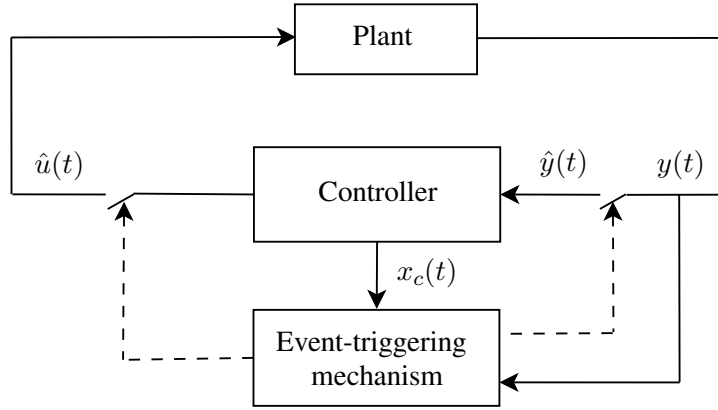 Plant
û(t)
Controller
ŷ(t)
y(t)
x_c(t)
Event-triggering
mechanism